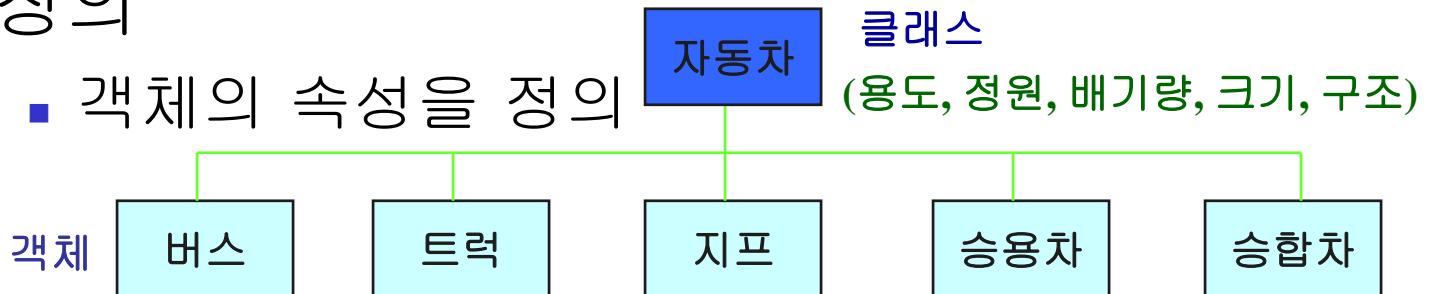 정의
자동차
클래스
▪ 객체의 속성을 정의
(용도, 정원, 배기량, 크기, 구조)
객체
버스
트럭
지프
승용차
승합차